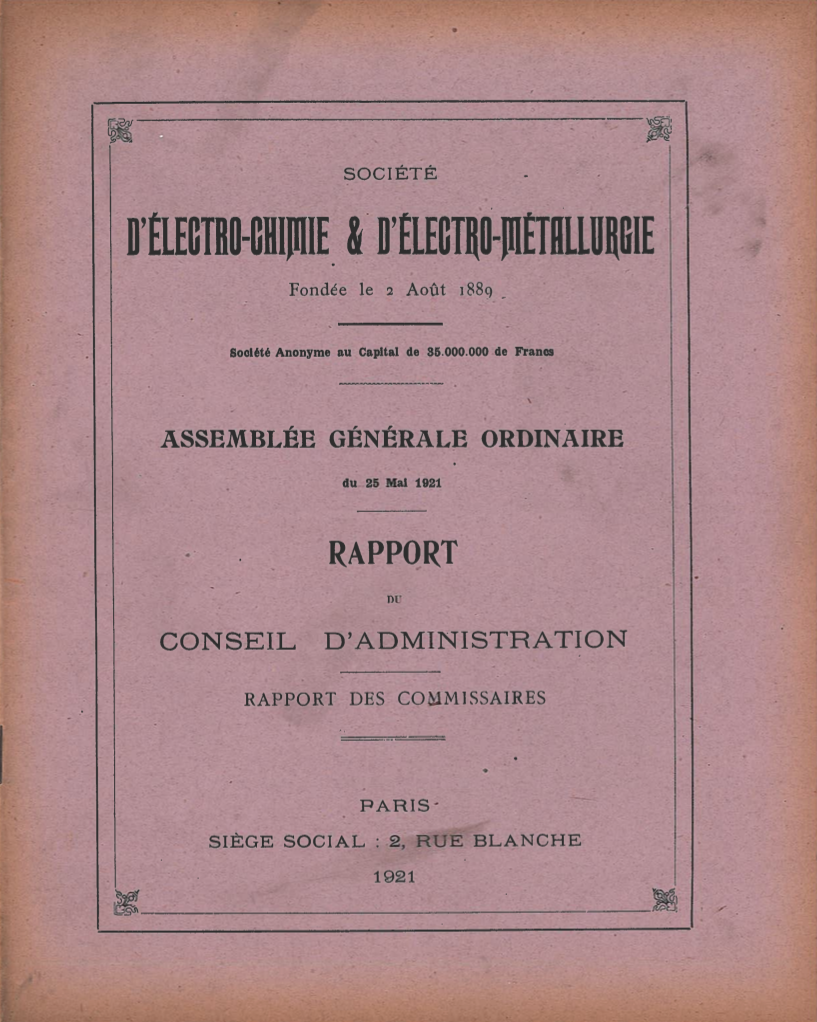 SOCIÉTÉ
D'ÉLECTRO-CHIMIE & D'ÉLECTRO-MÉTALLURGIE
Fondée le 2 Août 1889
Société Anonyme au Capital de 35.000.000 de Francs
ASSEMBLÉE GÉNÉRALE ORDINAIRE
du 25 Mai 1921
RAPPORT
DU
CONSEIL D'ADMINISTRATION
RAPPORT DES COMMISSAIRES
PARIS
SIÈGE SOCIAL : 2, RUE BLANCHE
1921